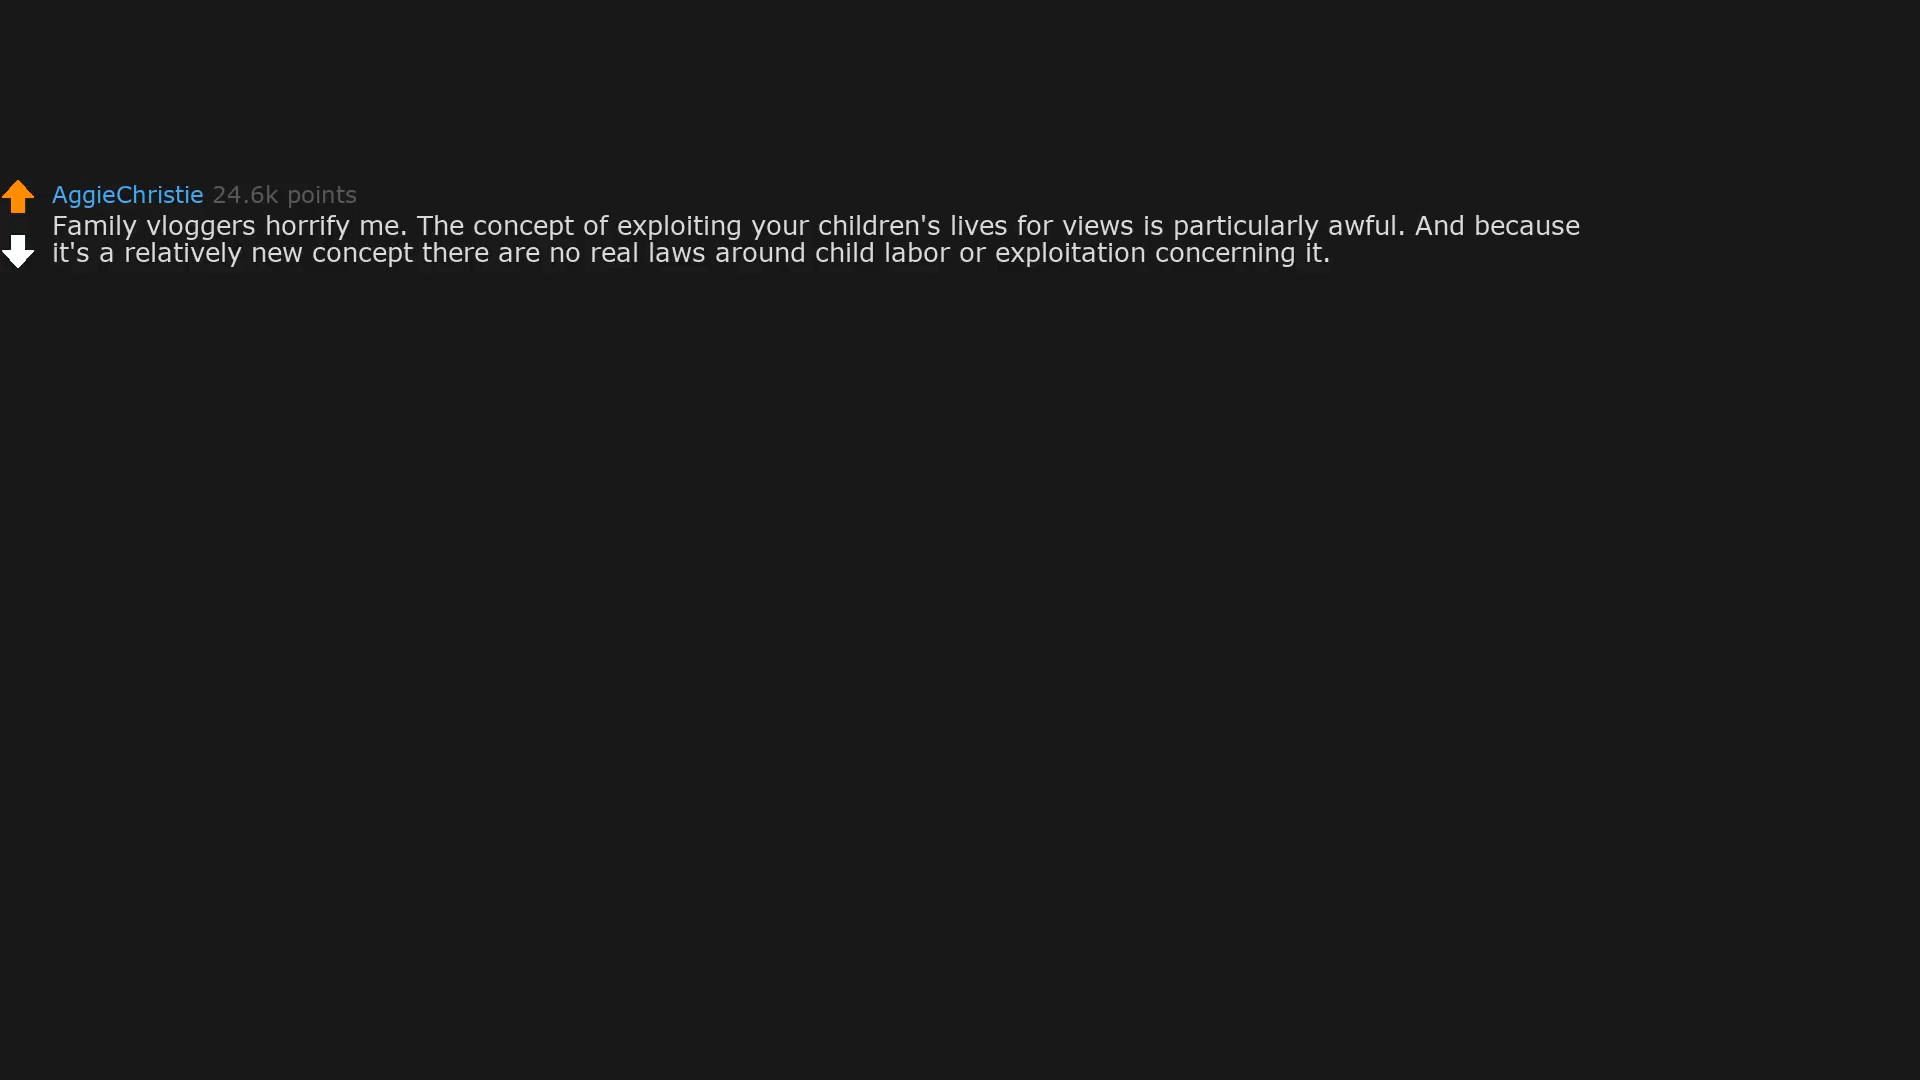 AggieChristie 24.6k points
Family vloggers horrify me. The concept of exploiting your children's lives for views is particularly awful. And because
it's a relatively new concept there are no real laws around child labor or exploitation concerning it.